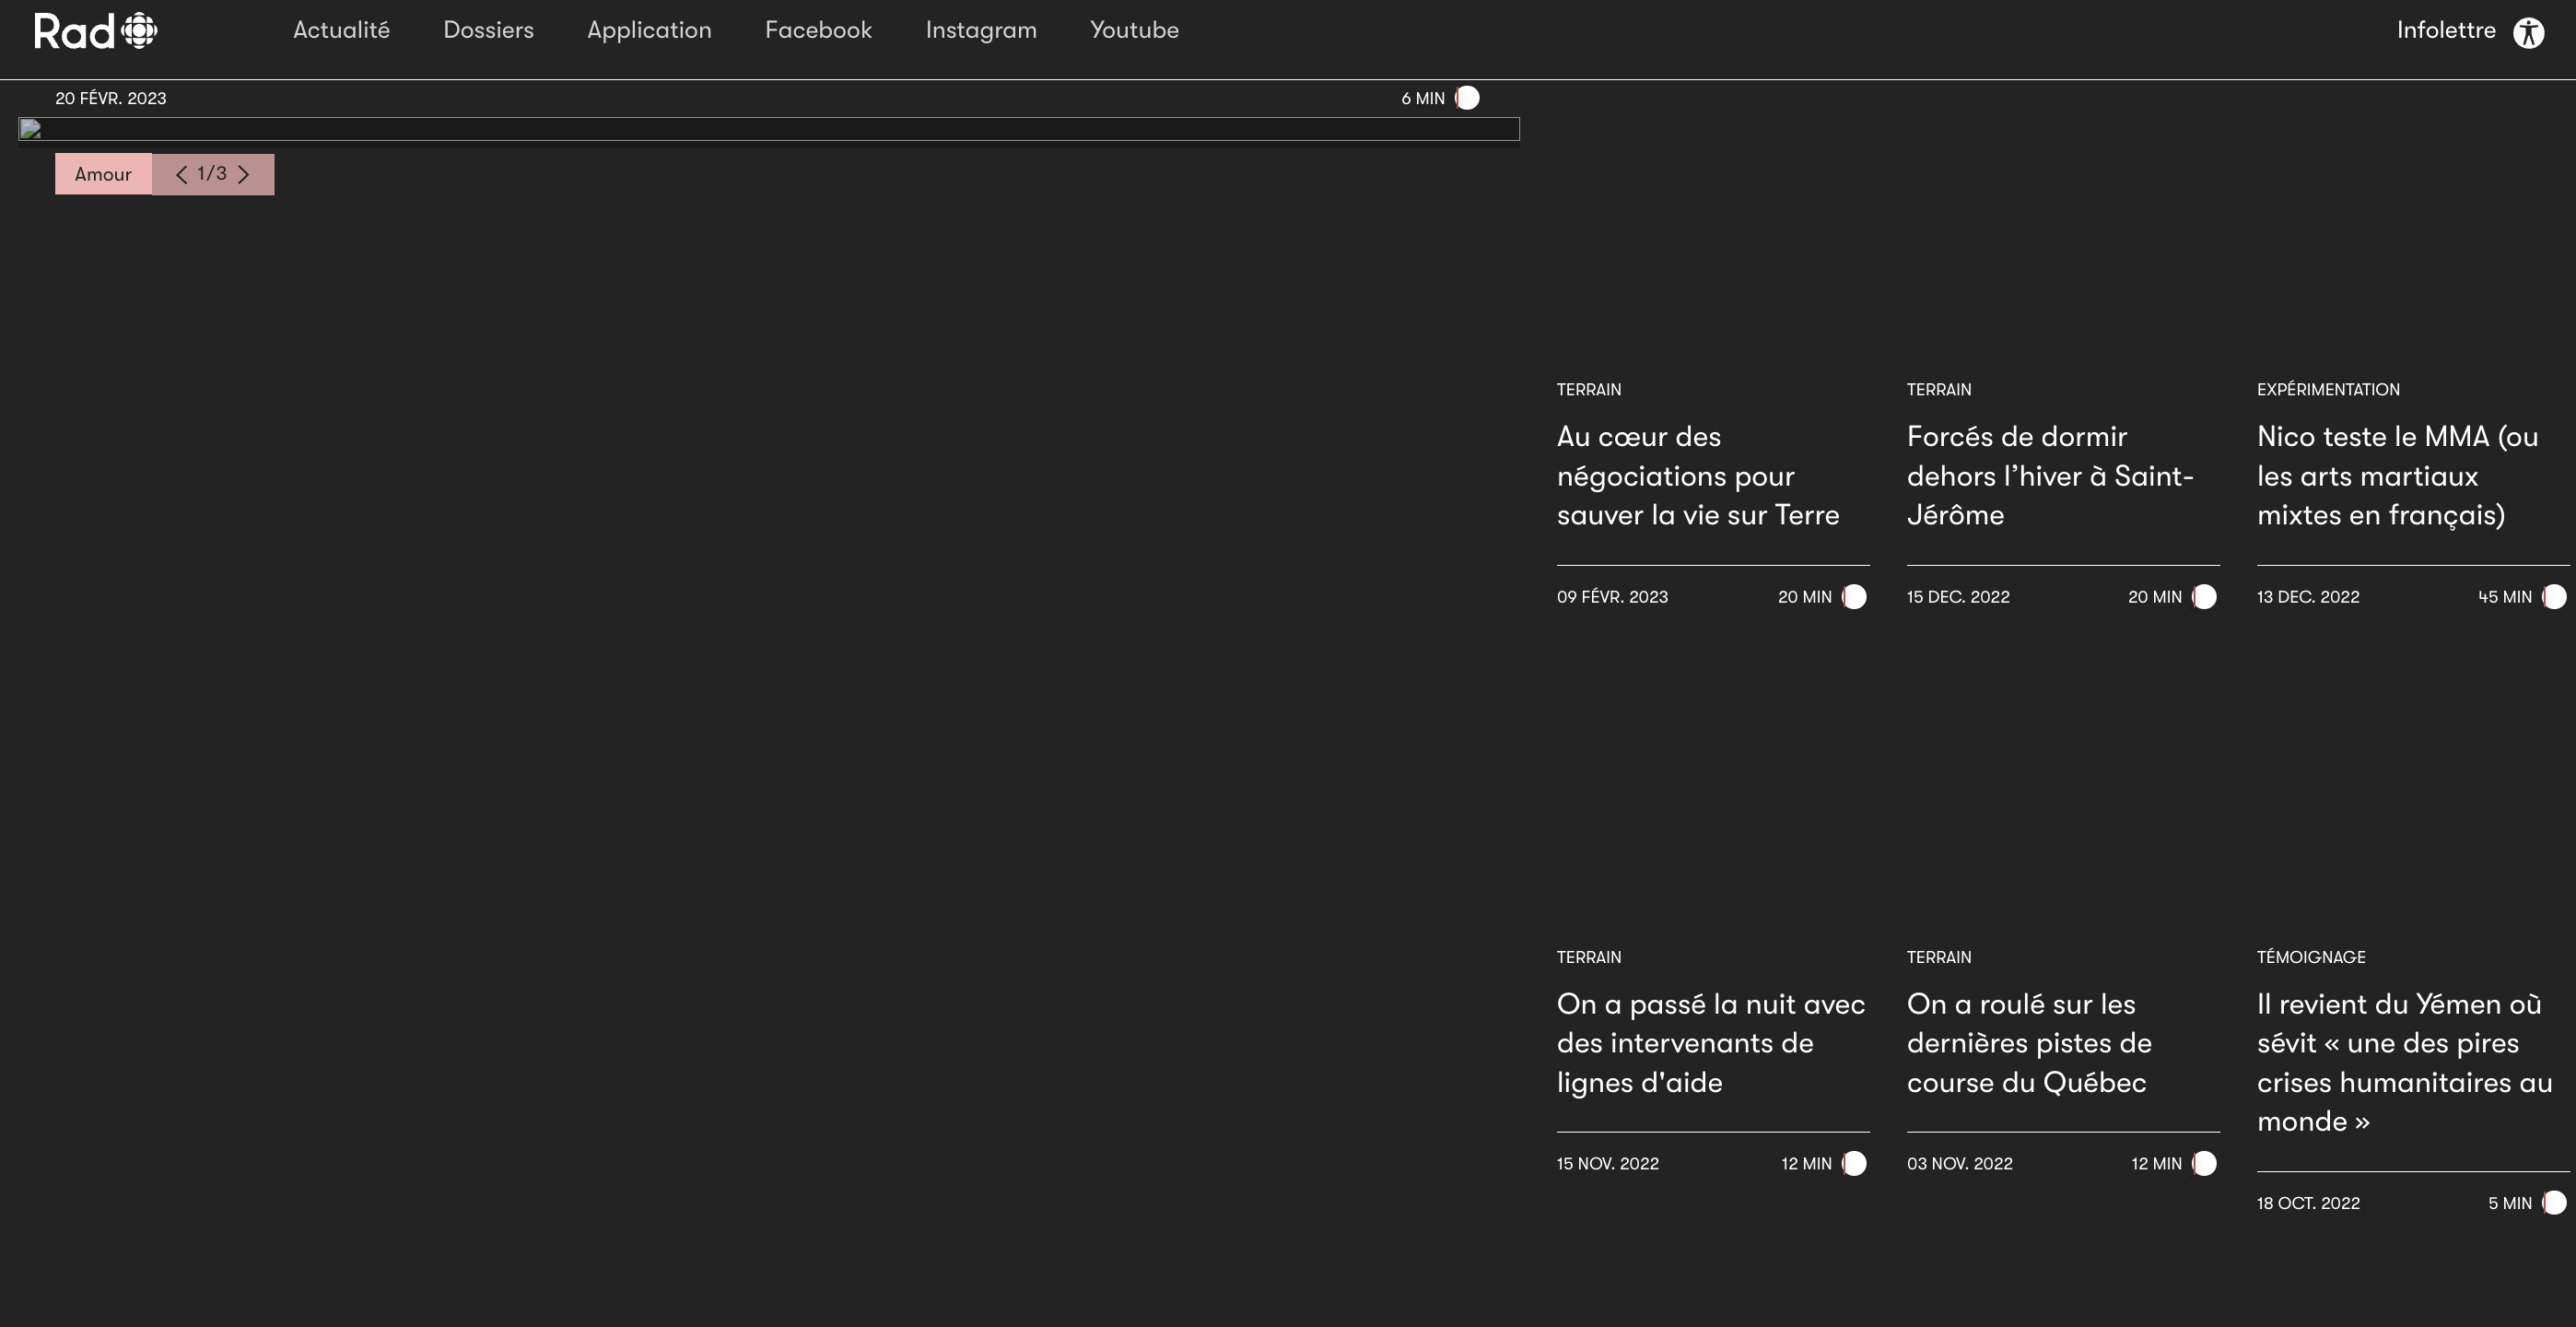 Rad
Actualité
Dossiers
Application
Facebook
Instagram
Youtube
Infolettre
20 FÉVR. 2023
6 MIN
Amour
1/3
TERRAIN
Au cœur des
négociations pour
sauver la vie sur Terre
09 FÉVR. 2023
20 MIN
TERRAIN
Forcés de dormir
dehors l’hiver à Saint-
Jérôme
15 DEC. 2022
20 MIN
EXPÉRIMENTATION
Nico teste le MMA (ou
les arts martiaux
mixtes en français)
13 DEC. 2022
45 MIN
TERRAIN
On a passé la nuit avec
des intervenants de
lignes d'aide
15 NOV. 2022
12 MIN
TERRAIN
On a roulé sur les
dernières pistes de
course du Québec
03 NOV. 2022
12 MIN
TÉMOIGNAGE
Il revient du Yémen où
sévit « une des pires
crises humanitaires au
monde »
18 OCT. 2022
5 MIN